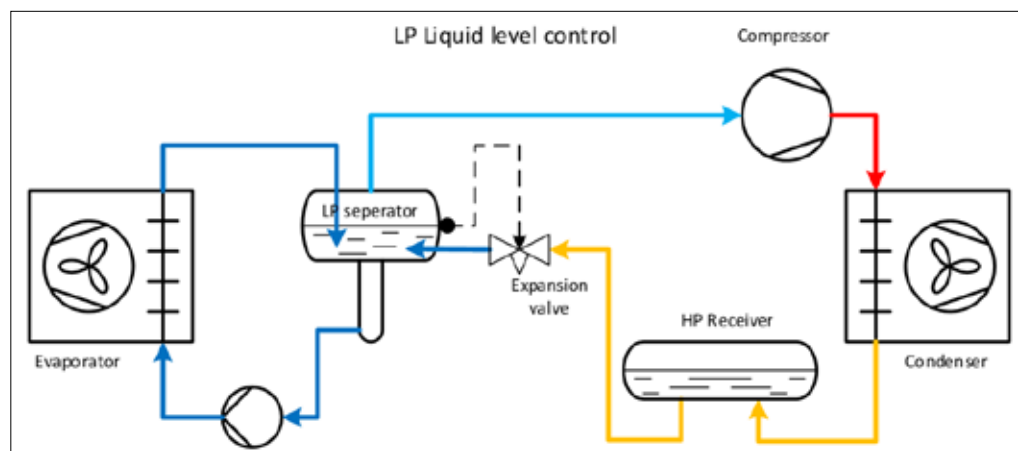 LP Liquid level control
Compressor
LP seperator
Expansion
valve
HP Receiver
Evaporator
Condenser